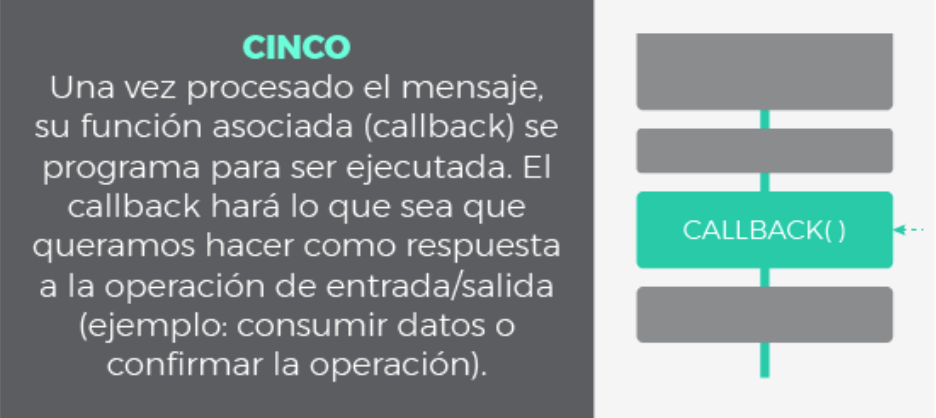 CINCO
Una vez procesado el mensaje,
su función asociada (callback) se
programa para ser ejecutada. El
callback hará lo que sea que
queramos hacer como respuesta
a la operación de entrada/salida
(ejemplo: consumir datos o
confirmar la operación).
CALLBACK( )